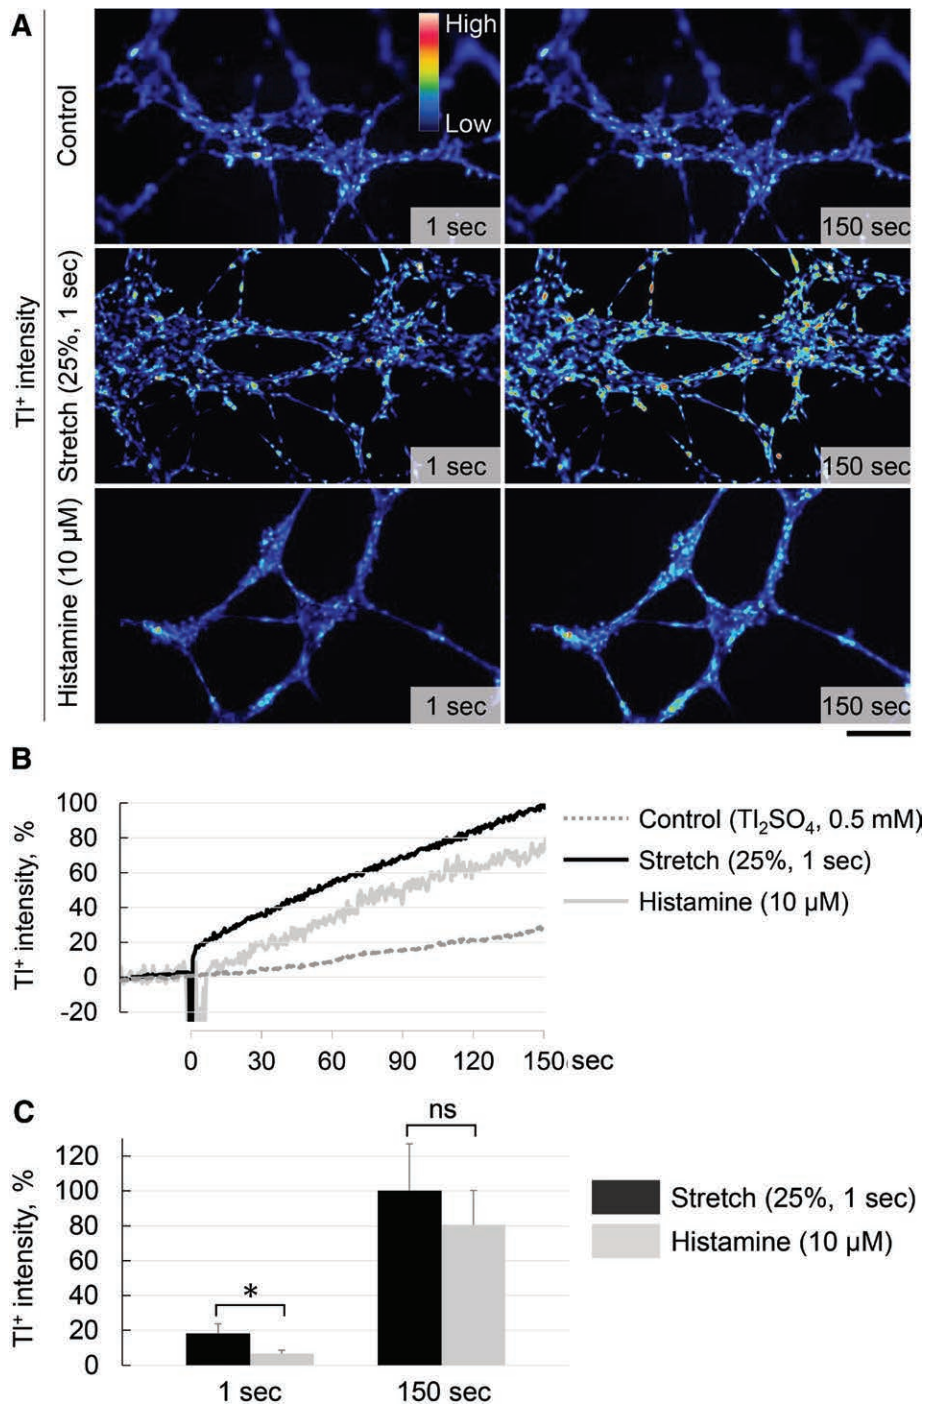 A
High
Low
Control
1 sec
150 sec
Tl⁺ intensity
Stretch (25%, 1 sec)
1 sec
150 sec
Histamine (10 µM)
1 sec
150 sec
B
Tl⁺ intensity, %
100
80
60
40
20
0
-20
0 30 60 90 120 150 sec
Control (Tl₂SO₄, 0.5 mM)
Stretch (25%, 1 sec)
Histamine (10 µM)
C
Tl⁺ intensity, %
120
100
80
60
40
20
0
*
ns
1 sec 150 sec
Stretch (25%, 1 sec)
Histamine (10 µM)